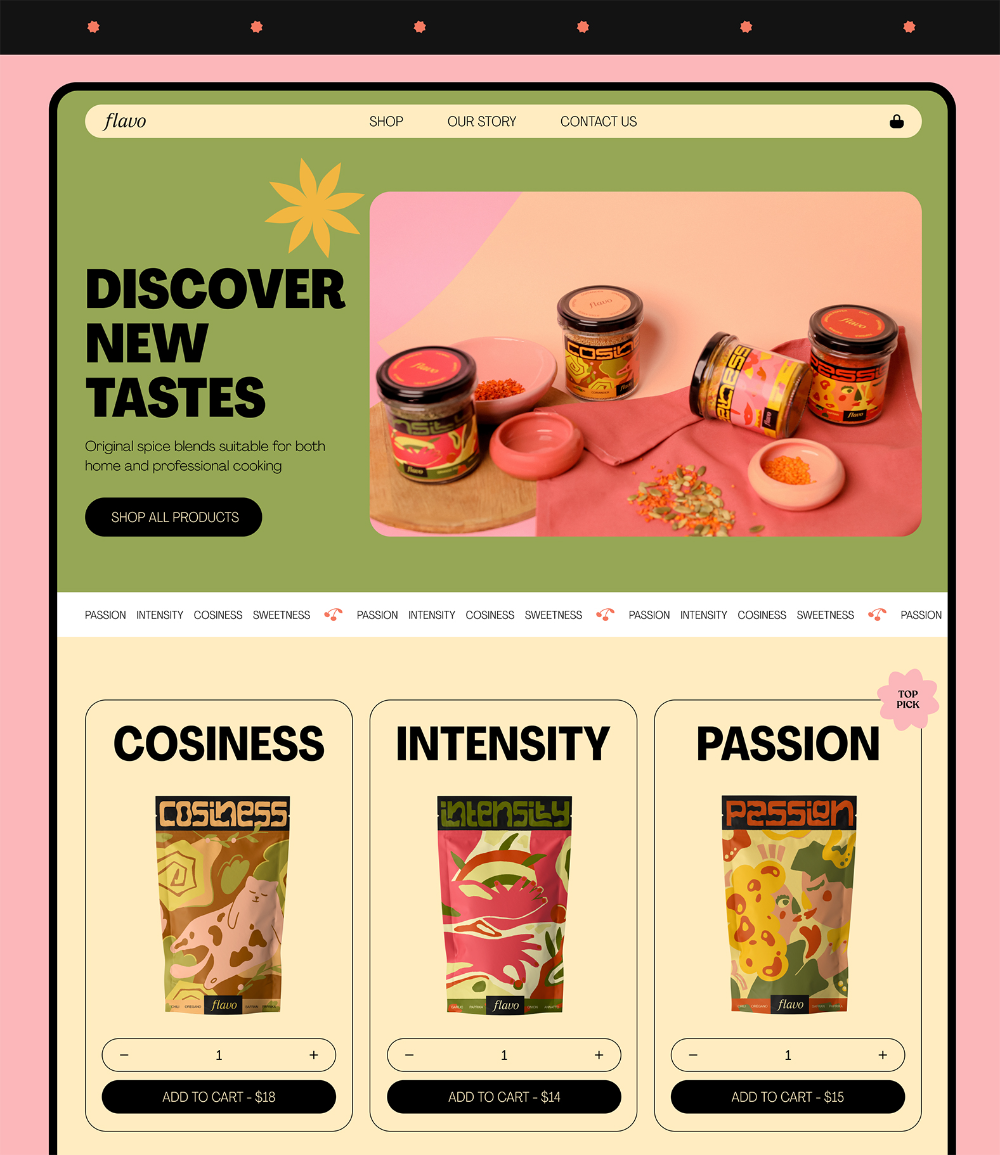 flavo
SHOP OUR STORY CONTACT US
DISCOVER
NEW
TASTES
Original spice blends suitable for both
home and professional cooking
SHOP ALL PRODUCTS
flavo
flavo
flavo
PASSION INTENSITY COSINESS SWEETNESS PASSION INTENSITY COSINESS SWEETNESS PASSION INTENSITY COSINESS SWEETNESS PASSION
TOP
PICK
COSINESS
cosiness
flavo
− 1 +
ADD TO CART - $18
INTENSITY
intensity
flavo
− 1 +
ADD TO CART - $14
PASSION
Passion
flavo
− 1 +
ADD TO CART - $15